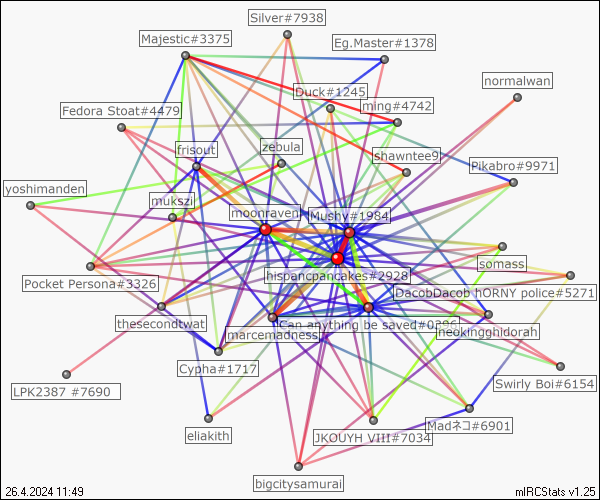 Silver#7938
Majestic#3375
Eg.Master#1378
normalwan
Duck#1245
ming#4742
Fedora Stoat#4479
frisout
zebula
shawntee9
Pikabro#9971
yoshimanden
mukszi
moonraven
Mushy#1984
hispancpancakes#2928
somass
Pocket Persona#3326
DacobDacob hORNY police#5271
thesecondtwat
marcemadness
Can anything be saved#0
neokingghidorah
Cypha#1717
Swirly Boi#6154
LPK2387 #7690
eliakith
JKOUYH VIII#7034
Madネコ#6901
bigcitysamurai
26.4.2024 11:49
mIRCStats v1.25